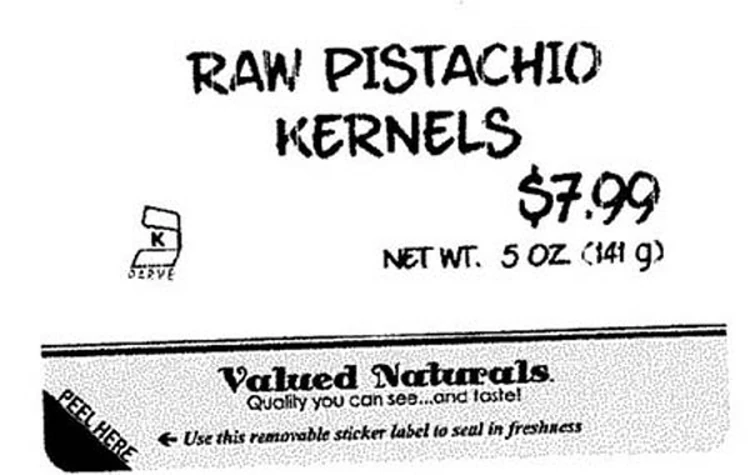 RAW PISTACHIO
KERNELS
$7.99
K
PARVE
NET WT. 5 OZ (141 g)
Valued Naturals.
Quality you can see...and taste!
PEEL HERE
← Use this removable sticker label to seal in freshness